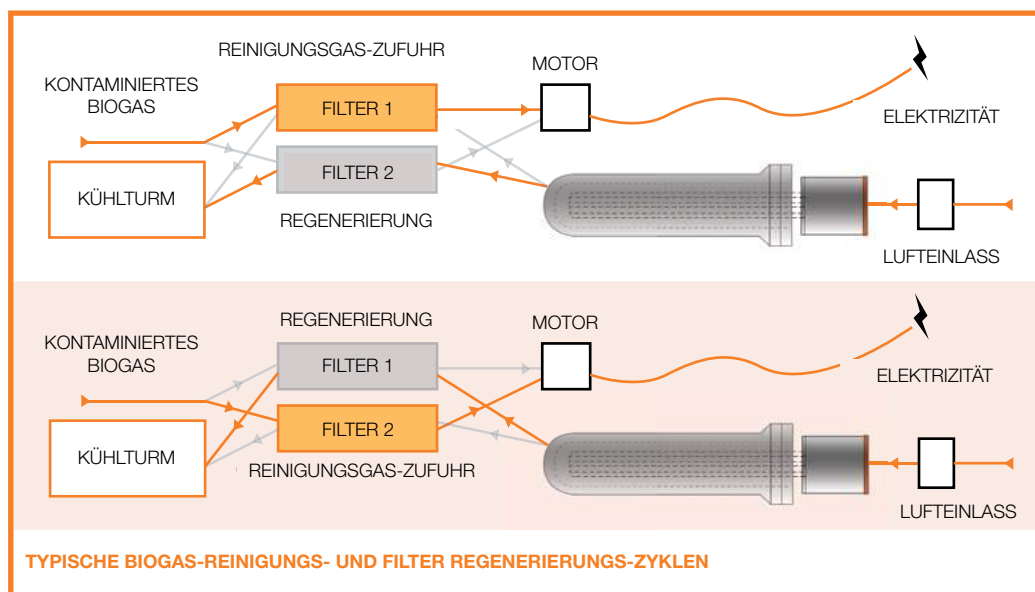 REINIGUNGSGAS-ZUFUHR
KONTAMINIERTES
BIOGAS
FILTER 1
MOTOR
ELEKTRIZITÄT
FILTER 2
KÜHLTURM
REGENERIERUNG
LUFTEINLASS
REGENERIERUNG
KONTAMINIERTES
BIOGAS
FILTER 1
MOTOR
ELEKTRIZITÄT
FILTER 2
KÜHLTURM
REINIGUNGSGAS-ZUFUHR
LUFTEINLASS
TYPISCHE BIOGAS-REINIGUNGS- UND FILTER REGENERIERUNGS-ZYKLEN